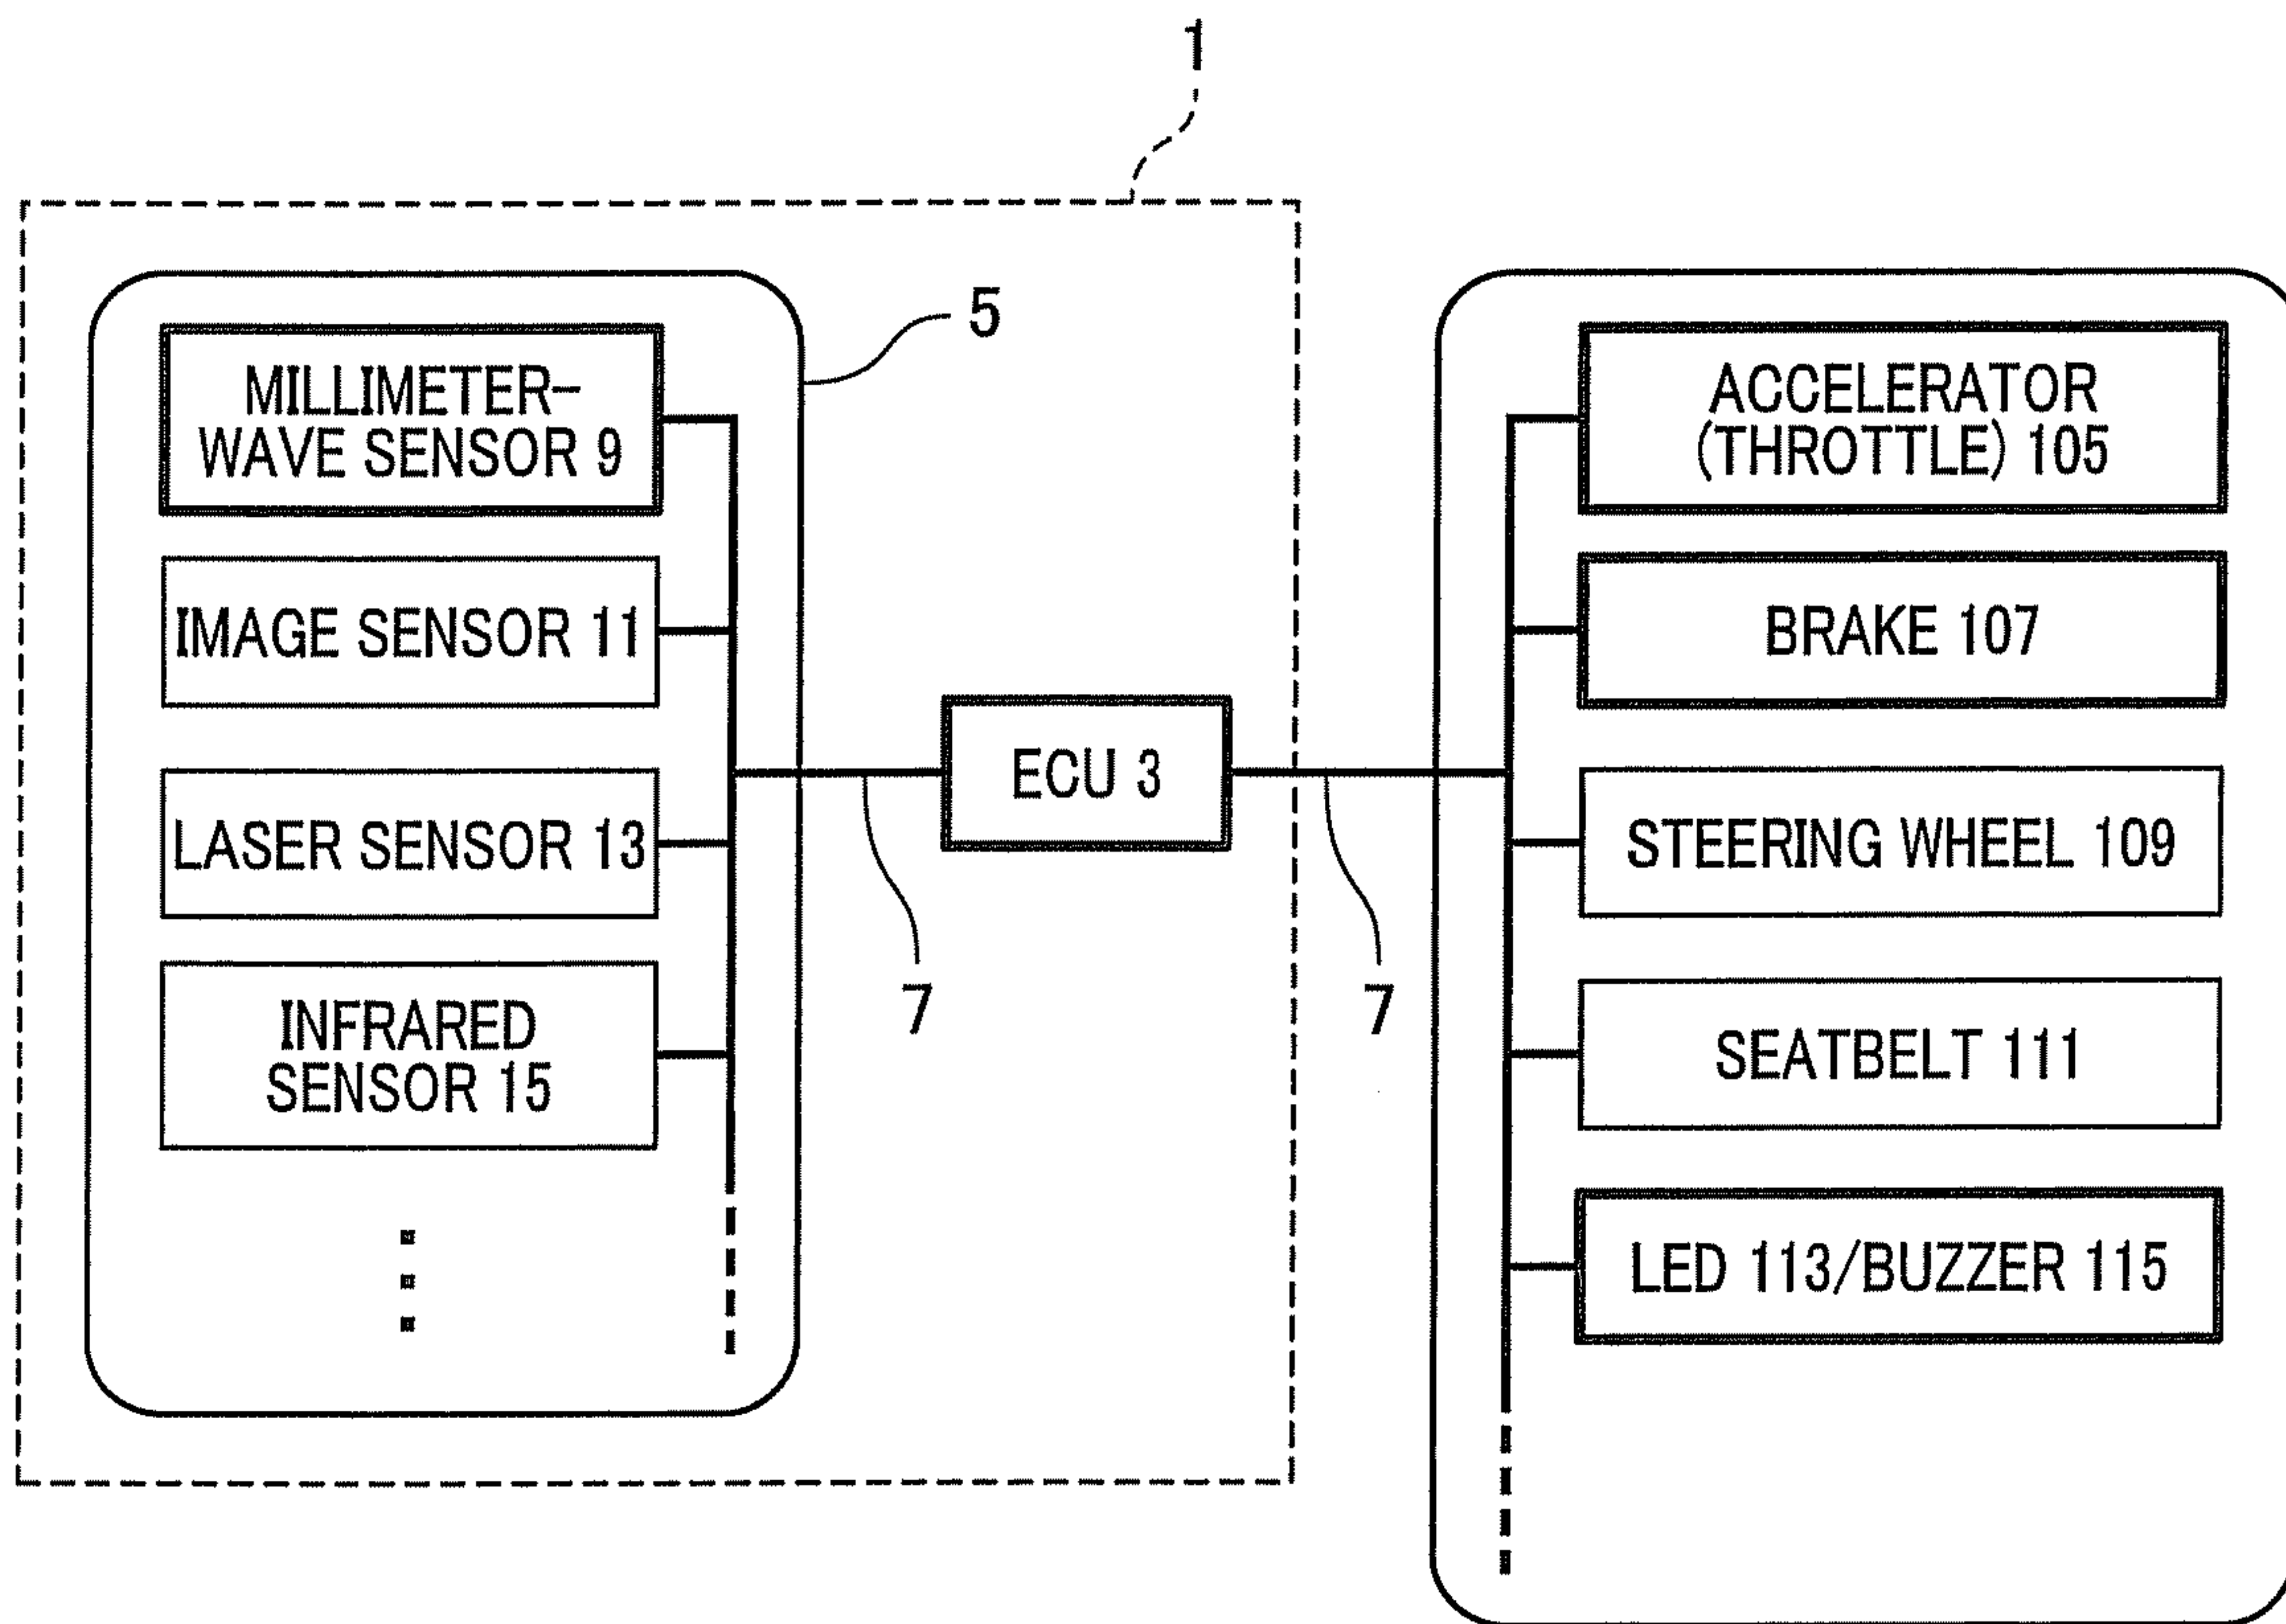 1
5
MILLIMETER-
WAVE SENSOR 9
IMAGE SENSOR 11
LASER SENSOR 13
INFRARED
SENSOR 15
7
ECU 3
7
ACCELERATOR
(THROTTLE) 105
BRAKE 107
STEERING WHEEL 109
SEATBELT 111
LED 113/BUZZER 115